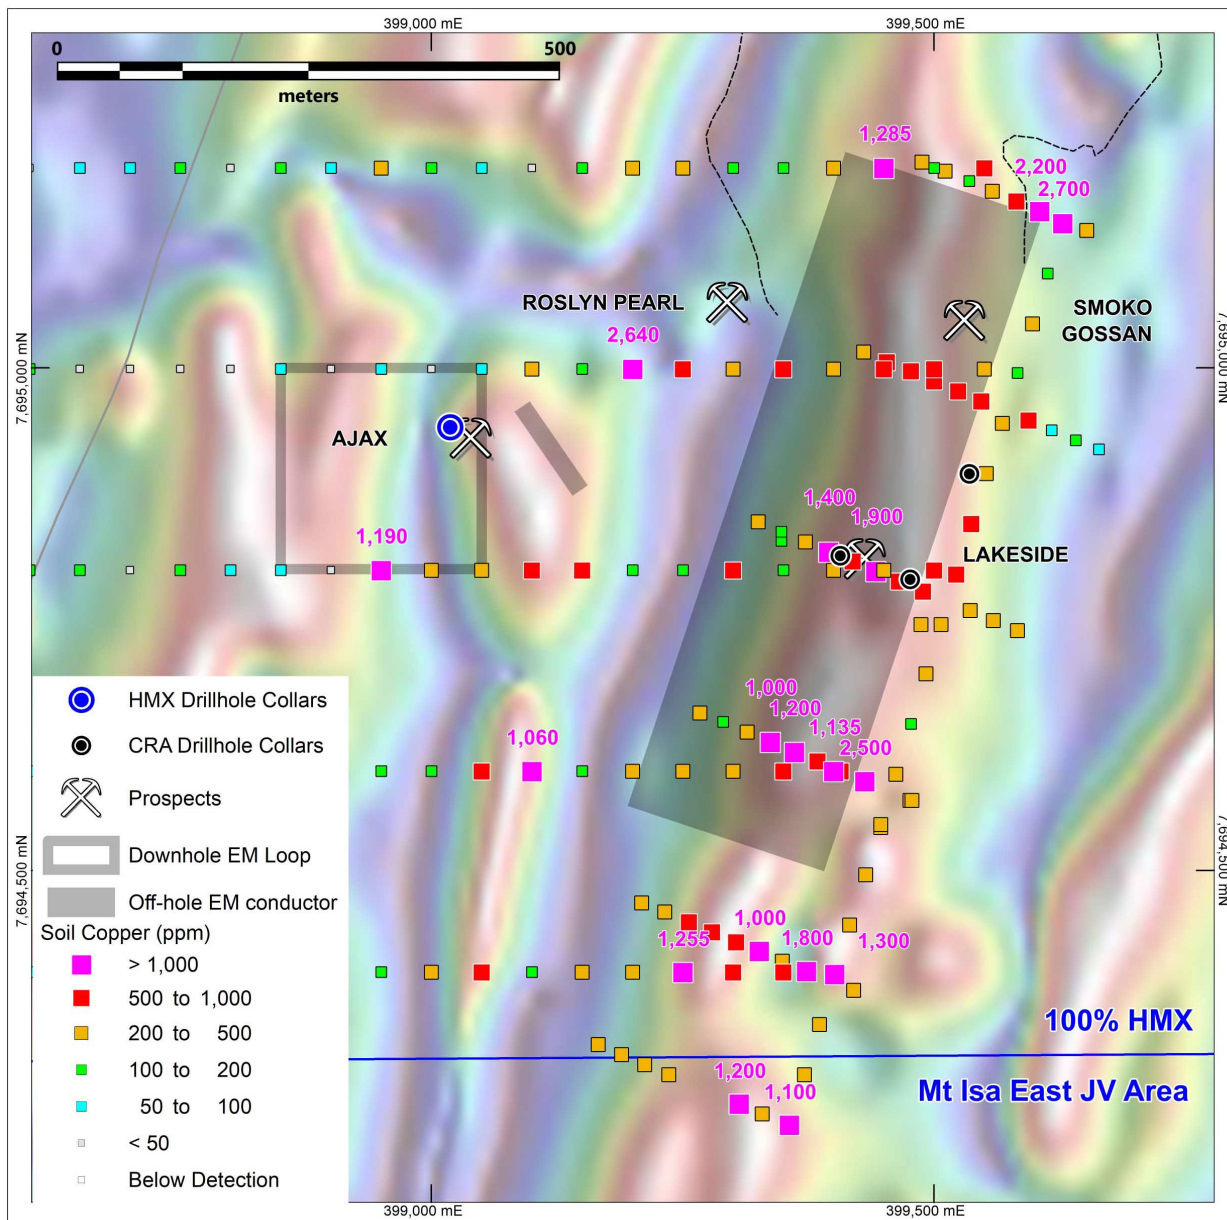 399,000 mE
399,500 mE
0
500
meters
1,285
2,200
2,700
ROSLYN PEARL
SMOKO
GOSSAN
2,640
7,695,000 mN
7,695,000 mN
AJAX
1,400
1,900
1,190
LAKESIDE
1,000
1,200
1,135
2,500
1,060
7,694,500 mN
7,694,500 mN
1,000
1,255
1,800
1,300
100% HMX
Mt Isa East JV Area
1,200
1,100
HMX Drillhole Collars
CRA Drillhole Collars
Prospects
Downhole EM Loop
Off-hole EM conductor
Soil Copper (ppm)
> 1,000
500 to 1,000
200 to 500
100 to 200
50 to 100
< 50
Below Detection
399,000 mE
399,500 mE